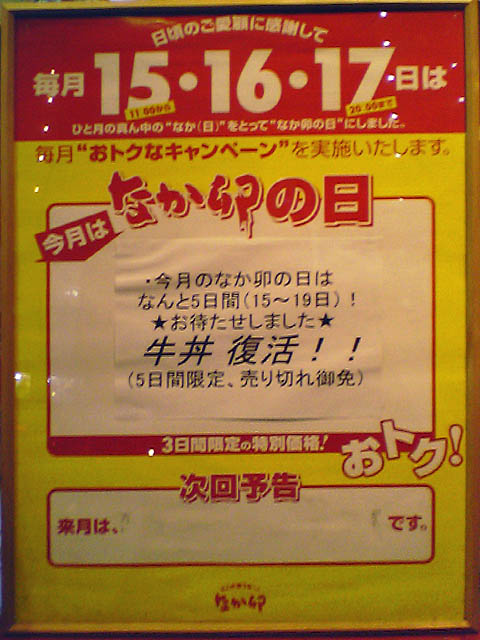 日頃のご愛顧に感謝して
毎月15・16・17日は
11:00から
20:00まで
ひと月の真ん中の“なか(日)”をとって“なか卯の日”にしました。
毎月“おトクなキャンペーン”を実施いたします。
なか卯の日
今月は
・今月のなか卯の日は
なんと5日間(15～19日)！
★お待たせしました★
牛丼 復活！！
(5日間限定、売り切れ御免)
3日間限定の特別価格!
おトク!
次回予告
来月は、
です。
なか卯